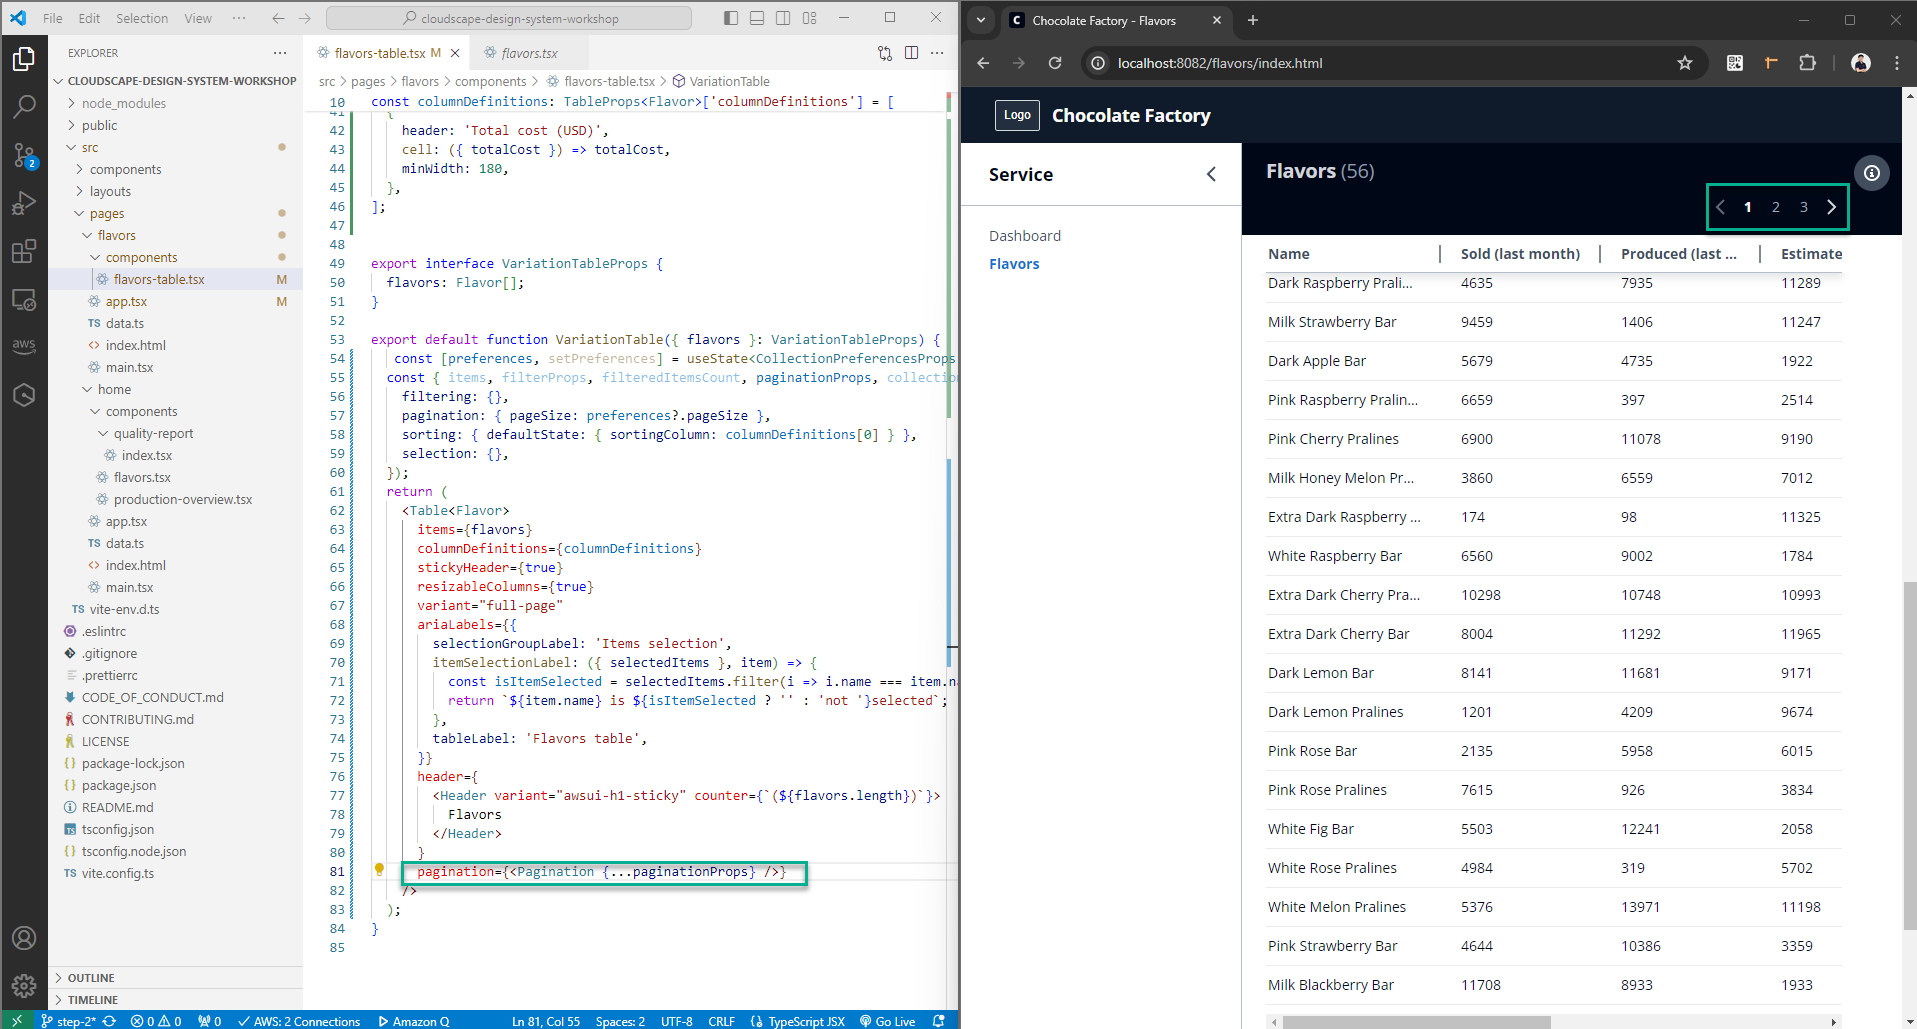 File Edit Selection View ··· cloudscape-design-system-workshop
EXPLORER ···
CLOUDSCAPE-DESIGN-SYSTEM-WORKSHOP
node_modules
public
src
components
layouts
pages
flavors
components
flavors-table.tsx M
app.tsx M
TS data.ts
<> index.html
main.tsx
home
components
quality-report
index.tsx
flavors.tsx
production-overview.tsx
app.tsx
TS data.ts
<> index.html
main.tsx
TS vite-env.d.ts
.eslintrc
.gitignore
.prettierrc
CODE_OF_CONDUCT.md
CONTRIBUTING.md
LICENSE
{} package-lock.json
{} package.json
README.md
TS tsconfig.json
{} tsconfig.node.json
TS vite.config.ts
OUTLINE
TIMELINE
2
aws
flavors-table.tsx M
flavors.tsx
···
src > pages > flavors > components > flavors-table.tsx > VariationTable
10 const columnDefinitions: TableProps<Flavor>['columnDefinitions'] = [
41 {
42 header: 'Total cost (USD)',
43 cell: ({ totalCost }) => totalCost,
44 minWidth: 180,
45 },
46 ];
47
48
49 export interface VariationTableProps {
50 flavors: Flavor[];
51 }
52
53 export default function VariationTable({ flavors }: VariationTableProps) {
54 const [preferences, setPreferences] = useState<CollectionPreferencesProps
55 const { items, filterProps, filteredItemsCount, paginationProps, collection
56 filtering: {},
57 pagination: { pageSize: preferences?.pageSize },
58 sorting: { defaultState: { sortingColumn: columnDefinitions[0] } },
59 selection: {},
60 });
61 return (
62 <Table<Flavor>
63 items={flavors}
64 columnDefinitions={columnDefinitions}
65 stickyHeader={true}
66 resizableColumns={true}
67 variant="full-page"
68 ariaLabels={{
69 selectionGroupLabel: 'Items selection',
70 itemSelectionLabel: ({ selectedItems }, item) => {
71 const isItemSelected = selectedItems.filter(i => i.name === item.na
72 return `${item.name} is ${isItemSelected ? '' : 'not '}selected`;
73 },
74 tableLabel: 'Flavors table',
75 }}
76 header={
77 <Header variant="awsui-h1-sticky" counter={`(${flavors.length})`}>
78 Flavors
79 </Header>
80 }
81 pagination={<Pagination {...paginationProps} />}
82 />
83 );
84 }
85
step-2* 0 0 0 AWS: 2 Connections Amazon Q Ln 81, Col 55 Spaces: 2 UTF-8 CRLF {} TypeScript JSX Go Live
C Chocolate Factory - Flavors
localhost:8082/flavors/index.html
Logo Chocolate Factory
Service
Dashboard
Flavors
Flavors (56)
1 2 3
Name Sold (last month) Produced (last ... Estimate
Dark Raspberry Prali... 4635 7935 11289
Milk Strawberry Bar 9459 1406 11247
Dark Apple Bar 5679 4735 1922
Pink Raspberry Pralin... 6659 397 2514
Pink Cherry Pralines 6900 11078 9190
Milk Honey Melon Pr... 3860 6559 7012
Extra Dark Raspberry ... 174 98 11325
White Raspberry Bar 6560 9002 1784
Extra Dark Cherry Pra... 10298 10748 10993
Extra Dark Cherry Bar 8004 11292 11965
Dark Lemon Bar 8141 11681 9171
Dark Lemon Pralines 1201 4209 9674
Pink Rose Bar 2135 5958 6015
Pink Rose Pralines 7615 926 3834
White Fig Bar 5503 12241 2058
White Rose Pralines 4984 319 5702
White Melon Pralines 5376 13971 11198
Pink Strawberry Bar 4644 10386 3359
Milk Blackberry Bar 11708 8933 1933